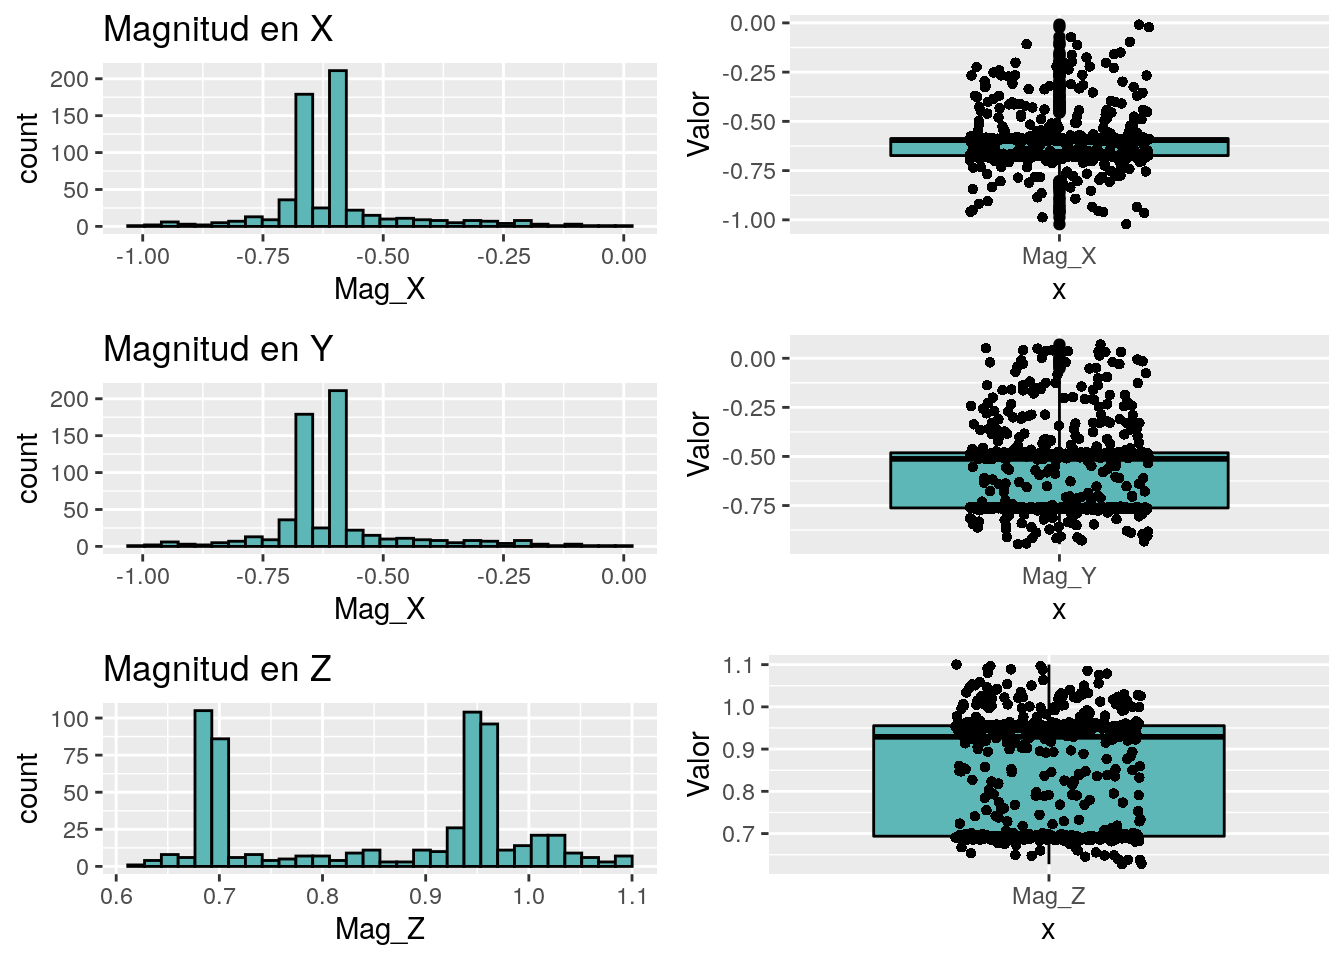 Magnitud en X
count
200
150
100
50
0
-1.00 -0.75 -0.50 -0.25 0.00
Mag_X
Valor
0.00
-0.25
-0.50
-0.75
-1.00
Mag_X
x
Magnitud en Y
count
200
150
100
50
0
-1.00 -0.75 -0.50 -0.25 0.00
Mag_X
Valor
0.00
-0.25
-0.50
-0.75
Mag_Y
x
Magnitud en Z
count
100
75
50
25
0
0.6 0.7 0.8 0.9 1.0 1.1
Mag_Z
Valor
1.1
1.0
0.9
0.8
0.7
Mag_Z
x